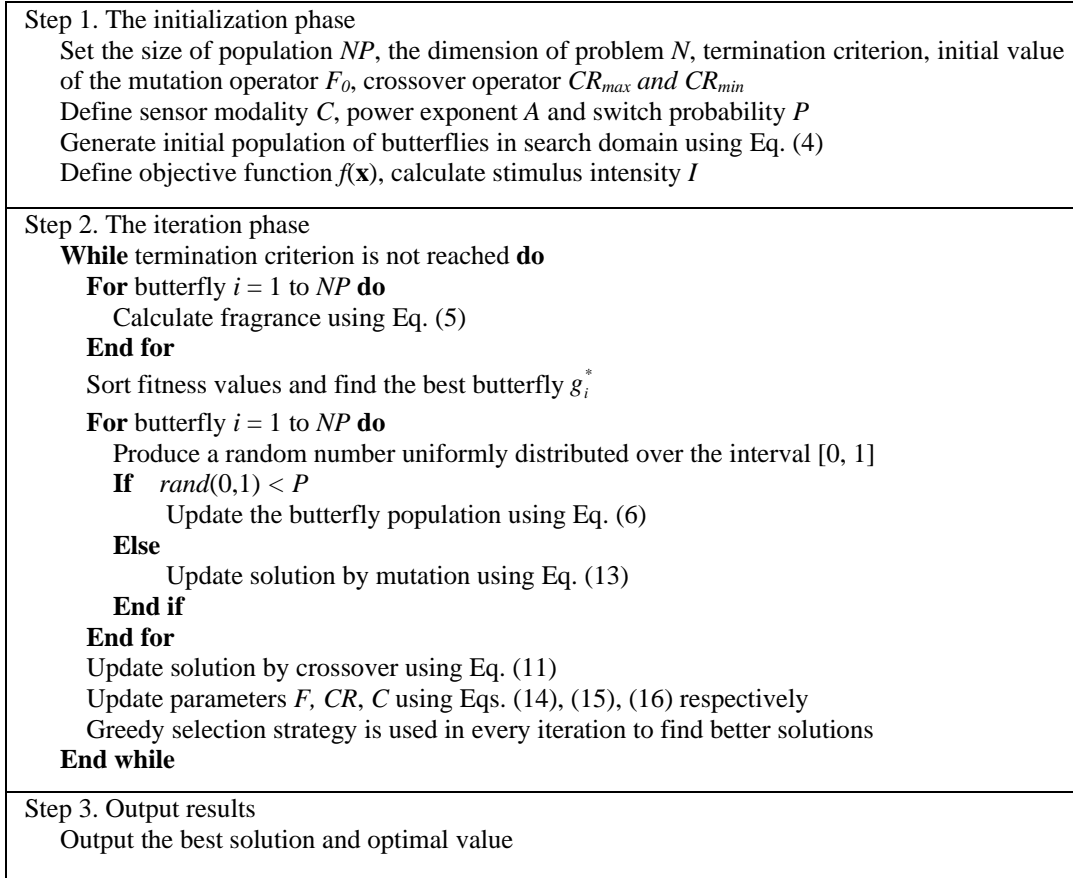 Step 1. The initialization phase
Set the size of population NP, the dimension of problem N, termination criterion, initial value
of the mutation operator F0, crossover operator CRmax and CRmin
Define sensor modality C, power exponent A and switch probability P
Generate initial population of butterflies in search domain using Eq. (4)
Define objective function f(x), calculate stimulus intensity I
Step 2. The iteration phase
While termination criterion is not reached do
For butterfly i = 1 to NP do
Calculate fragrance using Eq. (5)
End for
Sort fitness values and find the best butterfly gi*
For butterfly i = 1 to NP do
Produce a random number uniformly distributed over the interval [0, 1]
If rand(0,1) < P
Update the butterfly population using Eq. (6)
Else
Update solution by mutation using Eq. (13)
End if
End for
Update solution by crossover using Eq. (11)
Update parameters F, CR, C using Eqs. (14), (15), (16) respectively
Greedy selection strategy is used in every iteration to find better solutions
End while
Step 3. Output results
Output the best solution and optimal value